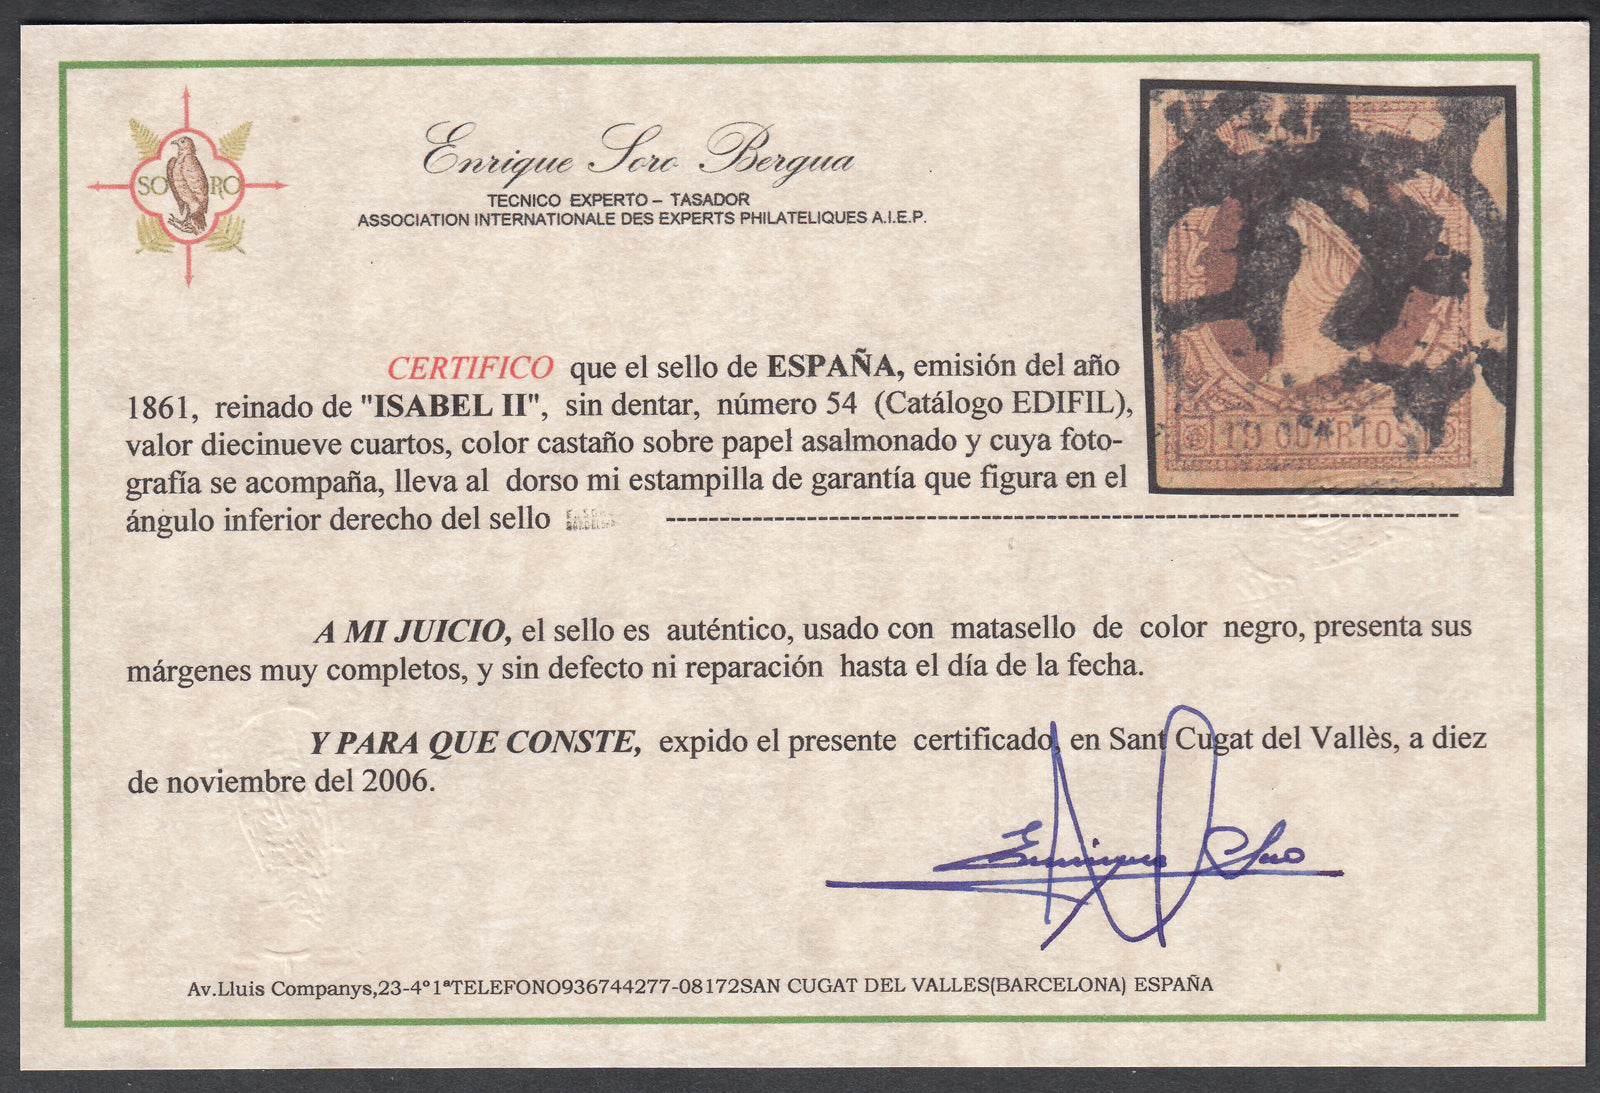 SO RO
Enrique Soro Bergua
TECNICO EXPERTO – TASADOR
ASSOCIATION INTERNATIONALE DES EXPERTS PHILATELIQUES A.I.E.P.
19 CUARTOS
CERTIFICO que el sello de ESPAÑA, emisión del año
1861, reinado de "ISABEL II", sin dentar, número 54 (Catálogo EDIFIL),
valor diecinueve cuartos, color castaño sobre papel asalmonado y cuya foto-
grafía se acompaña, lleva al dorso mi estampilla de garantía que figura en el
ángulo inferior derecho del sello
A MI JUICIO, el sello es auténtico, usado con matasello de color negro, presenta sus
márgenes muy completos, y sin defecto ni reparación hasta el día de la fecha.
Y PARA QUE CONSTE, expido el presente certificado, en Sant Cugat del Vallès, a diez
de noviembre del 2006.
Enrique Soro
Av.Lluis Companys,23-4°1ªTELEFONO936744277-08172SAN CUGAT DEL VALLES(BARCELONA) ESPAÑA